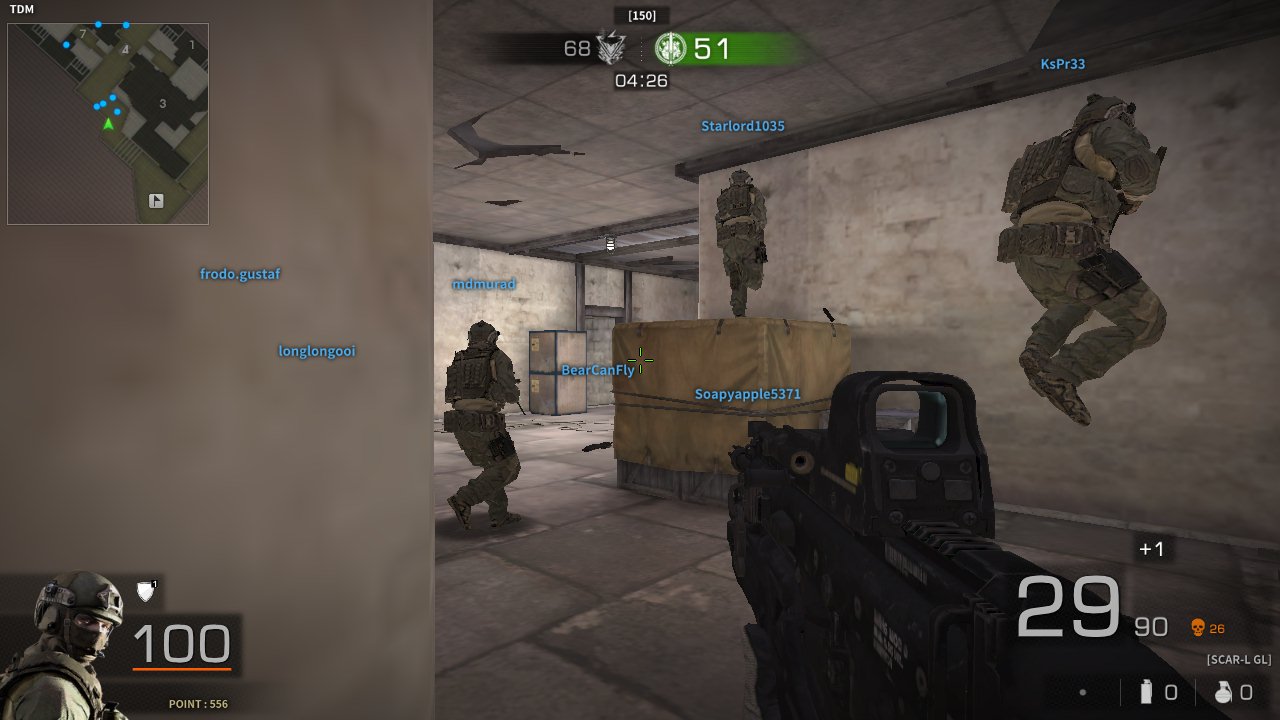 TDM
7
4
1
3
[150]
68
51
04:26
KsPr33
Starlord1035
frodo.gustaf
mdmurad
longlongooi
BearCanFly
Soapyapple5371
+1
29 90 26
[SCAR-L GL]
0 0
1
100
POINT : 556